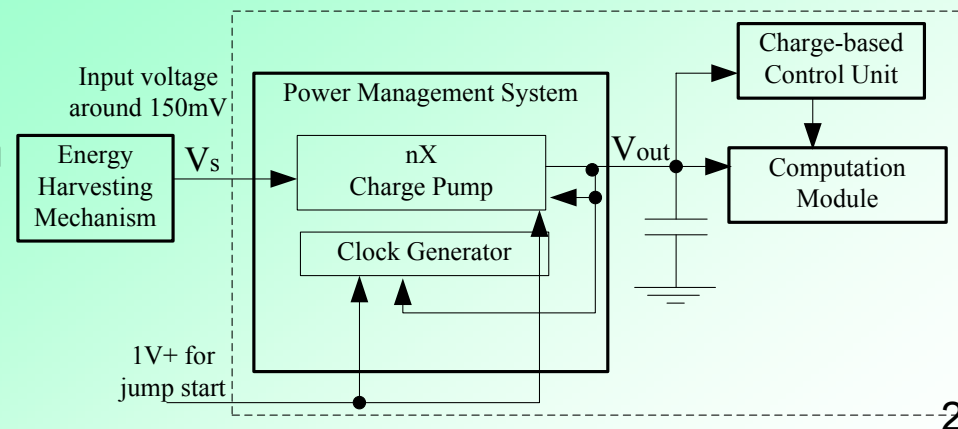 Input voltage
around 150mV
Energy
Harvesting
Mechanism
Vs
Power Management System
nX
Charge Pump
Clock Generator
Vout
Charge-based
Control Unit
Computation
Module
1V+ for
jump start
2